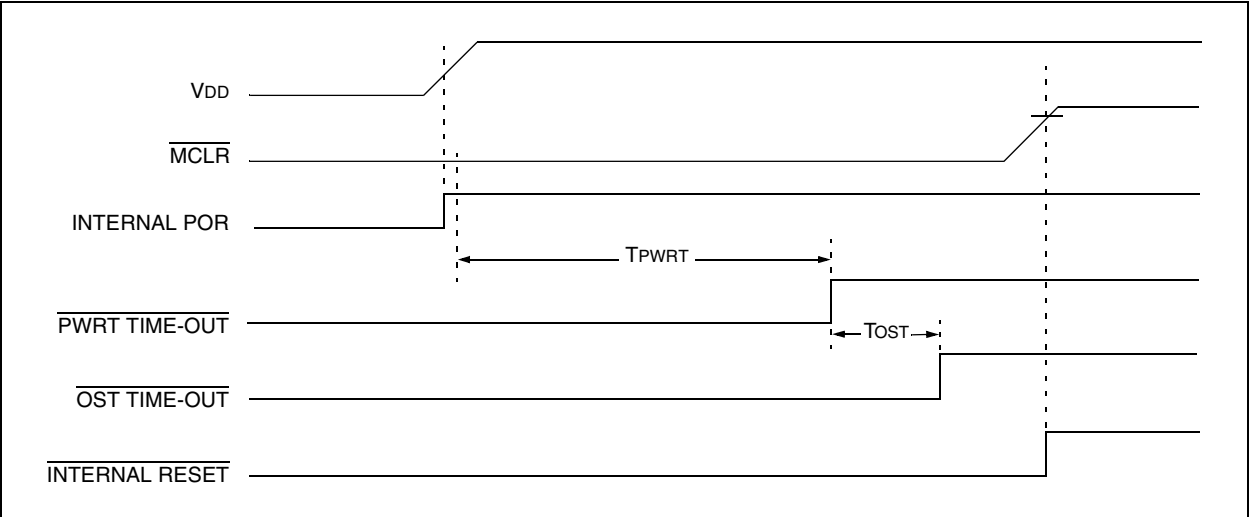 VDD
MCLR
INTERNAL POR
TPWRT
PWRT TIME-OUT
TOST
OST TIME-OUT
INTERNAL RESET